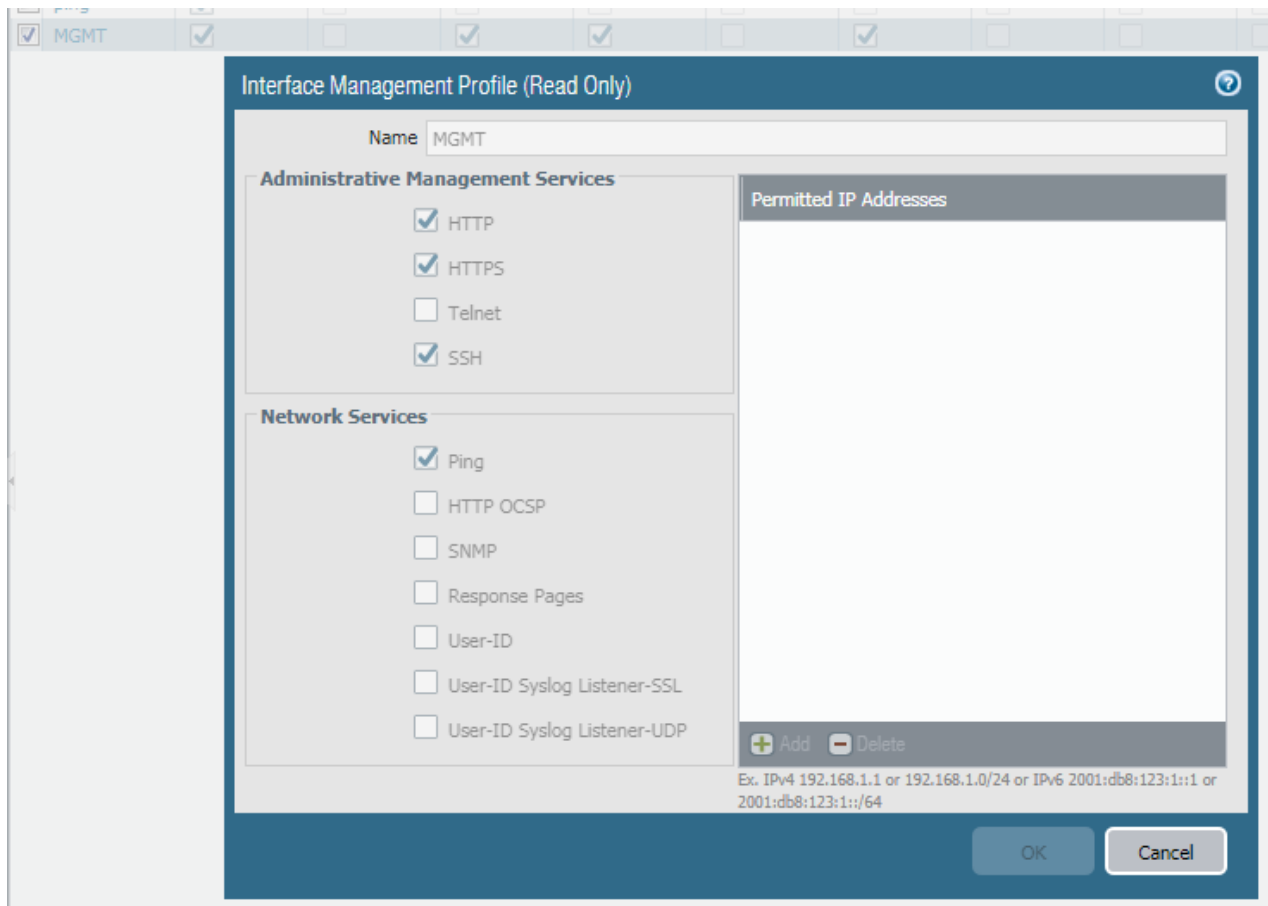 ping
MGMT
Interface Management Profile (Read Only)
Name MGMT
Administrative Management Services
HTTP
HTTPS
Telnet
SSH
Network Services
Ping
HTTP OCSP
SNMP
Response Pages
User-ID
User-ID Syslog Listener-SSL
User-ID Syslog Listener-UDP
Permitted IP Addresses
Add Delete
Ex. IPv4 192.168.1.1 or 192.168.1.0/24 or IPv6 2001:db8:123:1::1 or
2001:db8:123:1::/64
OK Cancel